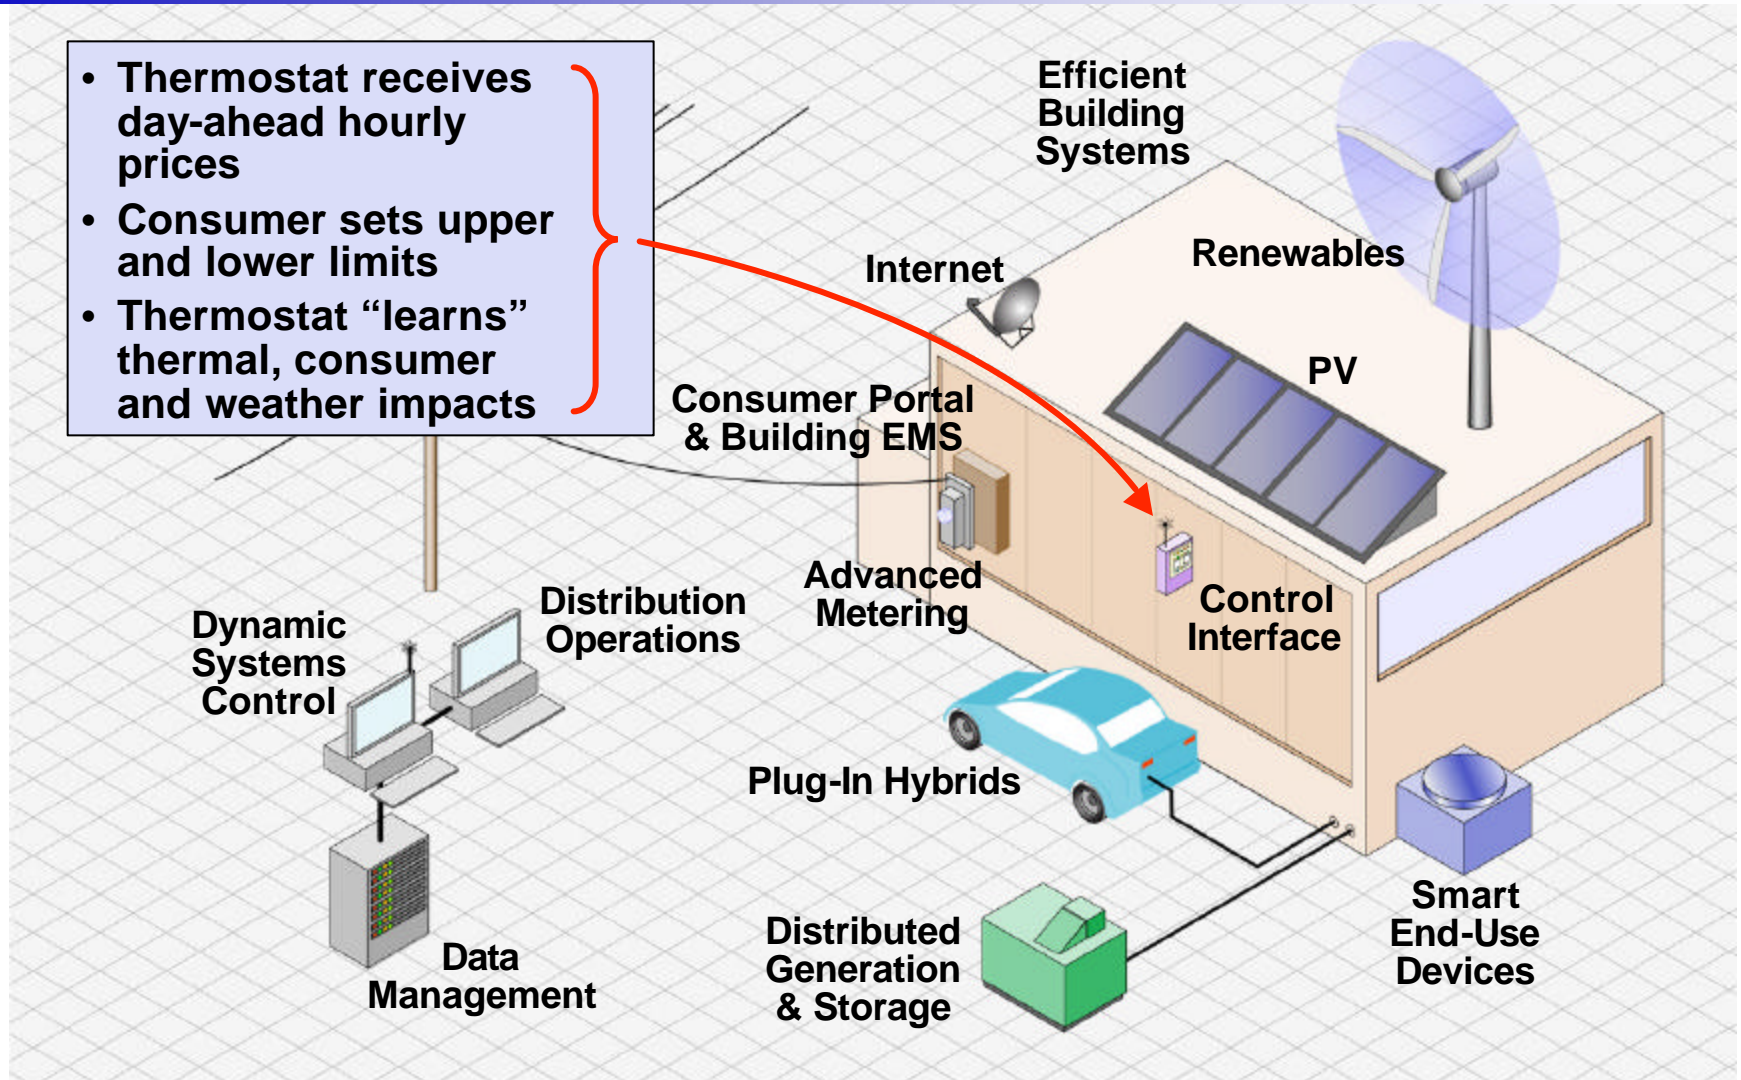 • Thermostat receives
day-ahead hourly
prices
• Consumer sets upper
and lower limits
• Thermostat “learns”
thermal, consumer
and weather impacts
Efficient
Building
Systems
Renewables
Internet
PV
Consumer Portal
& Building EMS
Advanced
Metering
Control
Interface
Distribution
Operations
Dynamic
Systems
Control
Plug-In Hybrids
Smart
End-Use
Devices
Distributed
Generation
& Storage
Data
Management